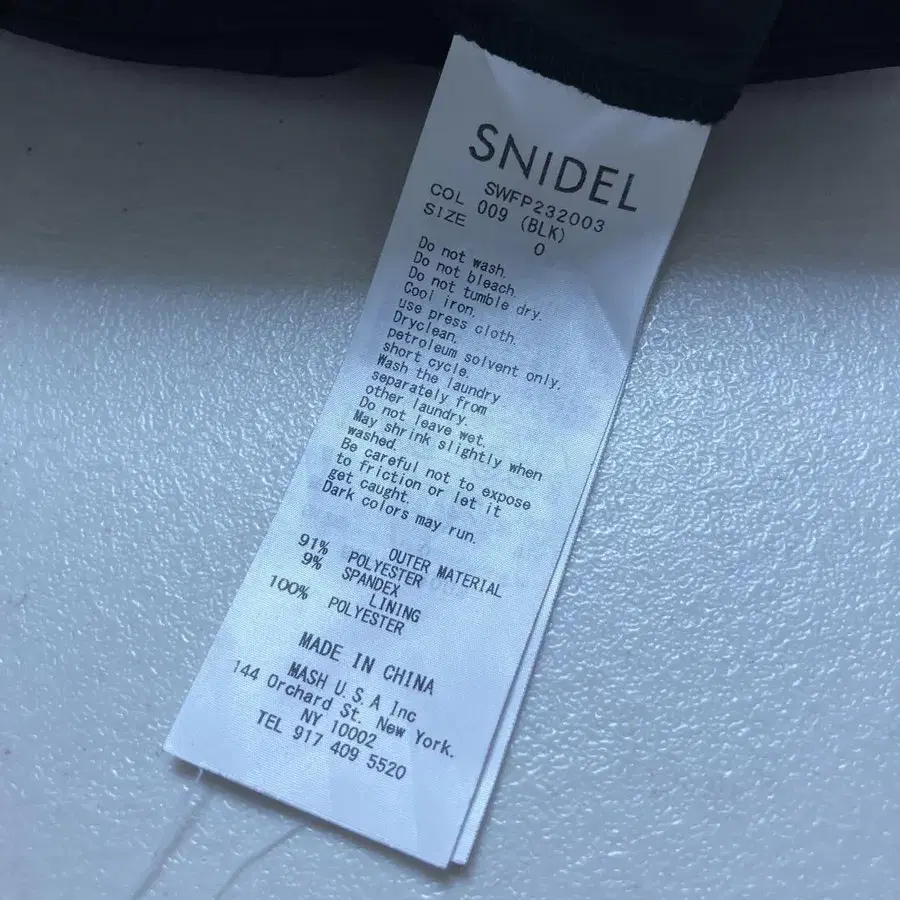 SNIDEL
SWFP232003
COL 009 (BLK)
SIZE 0
Do not wash.
Do not bleach.
Do not tumble dry.
Cool iron.
use press cloth.
Dryclean.
petroleum solvent only.
short cycle.
Wash the laundry
separately from
other laundry.
Do not leave wet.
May shrink slightly when
washed.
Be careful not to expose
to friction or let it
get caught.
Dark colors may run.
OUTER MATERIAL
91% POLYESTER
9% SPANDEX
LINING
100% POLYESTER
MADE IN CHINA
MASH U.S.A Inc
144 Orchard St. New York.
NY 10002
TEL 917 409 5520